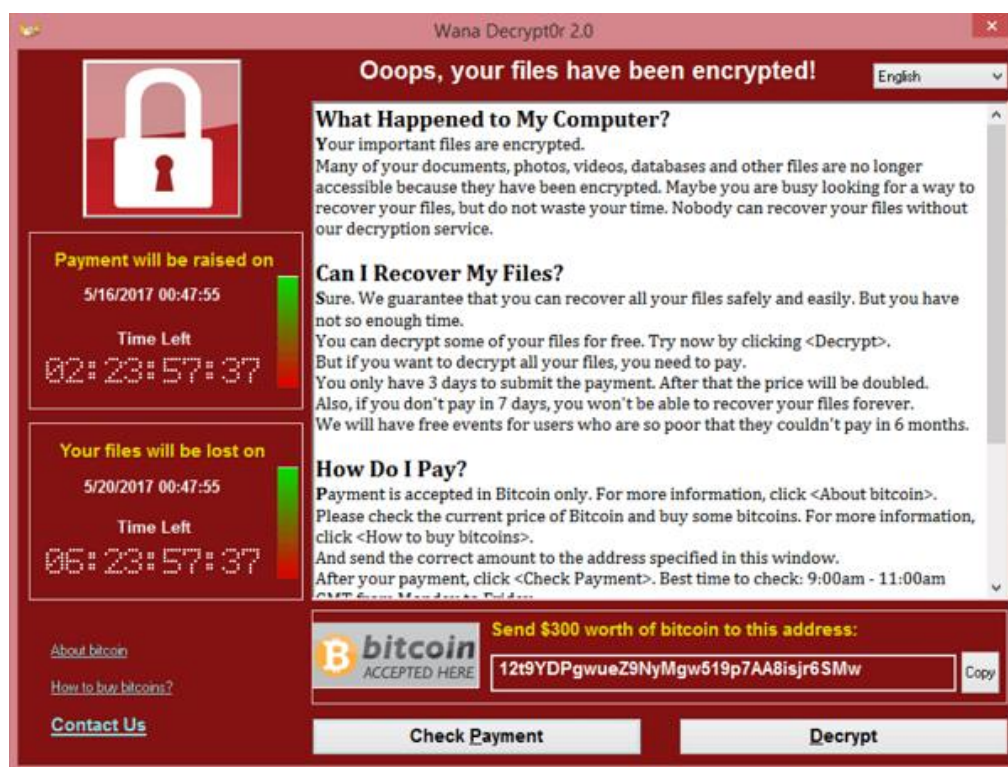 Wana Decrypt0r 2.0
Ooops, your files have been encrypted!
English
What Happened to My Computer?
Your important files are encrypted.
Many of your documents, photos, videos, databases and other files are no longer
accessible because they have been encrypted. Maybe you are busy looking for a way to
recover your files, but do not waste your time. Nobody can recover your files without
our decryption service.
Can I Recover My Files?
Sure. We guarantee that you can recover all your files safely and easily. But you have
not so enough time.
You can decrypt some of your files for free. Try now by clicking <Decrypt>.
But if you want to decrypt all your files, you need to pay.
You only have 3 days to submit the payment. After that the price will be doubled.
Also, if you don't pay in 7 days, you won't be able to recover your files forever.
We will have free events for users who are so poor that they couldn't pay in 6 months.
How Do I Pay?
Payment is accepted in Bitcoin only. For more information, click <About bitcoin>.
Please check the current price of Bitcoin and buy some bitcoins. For more information,
click <How to buy bitcoins>.
And send the correct amount to the address specified in this window.
After your payment, click <Check Payment>. Best time to check: 9:00am - 11:00am
GMT from Monday to Friday.
Payment will be raised on
5/16/2017 00:47:55
Time Left
02:23:57:37
Your files will be lost on
5/20/2017 00:47:55
Time Left
06:23:57:37
About bitcoin
How to buy bitcoins?
Contact Us
bitcoin
ACCEPTED HERE
Send $300 worth of bitcoin to this address:
12t9YDPgwueZ9NyMgw519p7AA8isjr6SMw
Copy
Check Payment
Decrypt